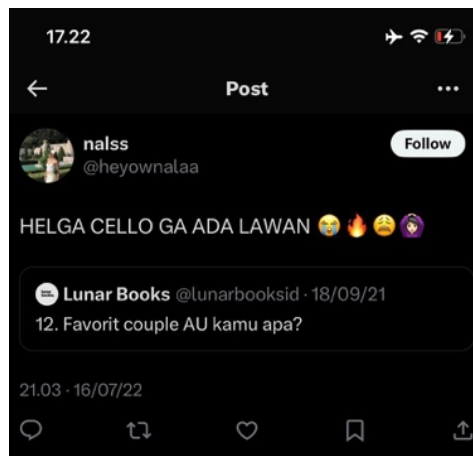 17.22
Post
nalss
Follow
@heyownalaa
HELGA CELLO GA ADA LAWAN 😭🔥😩🙆🏻‍♀️
Lunar Books @lunarbooksid · 18/09/21
12. Favorit couple AU kamu apa?
21.03 · 16/07/22